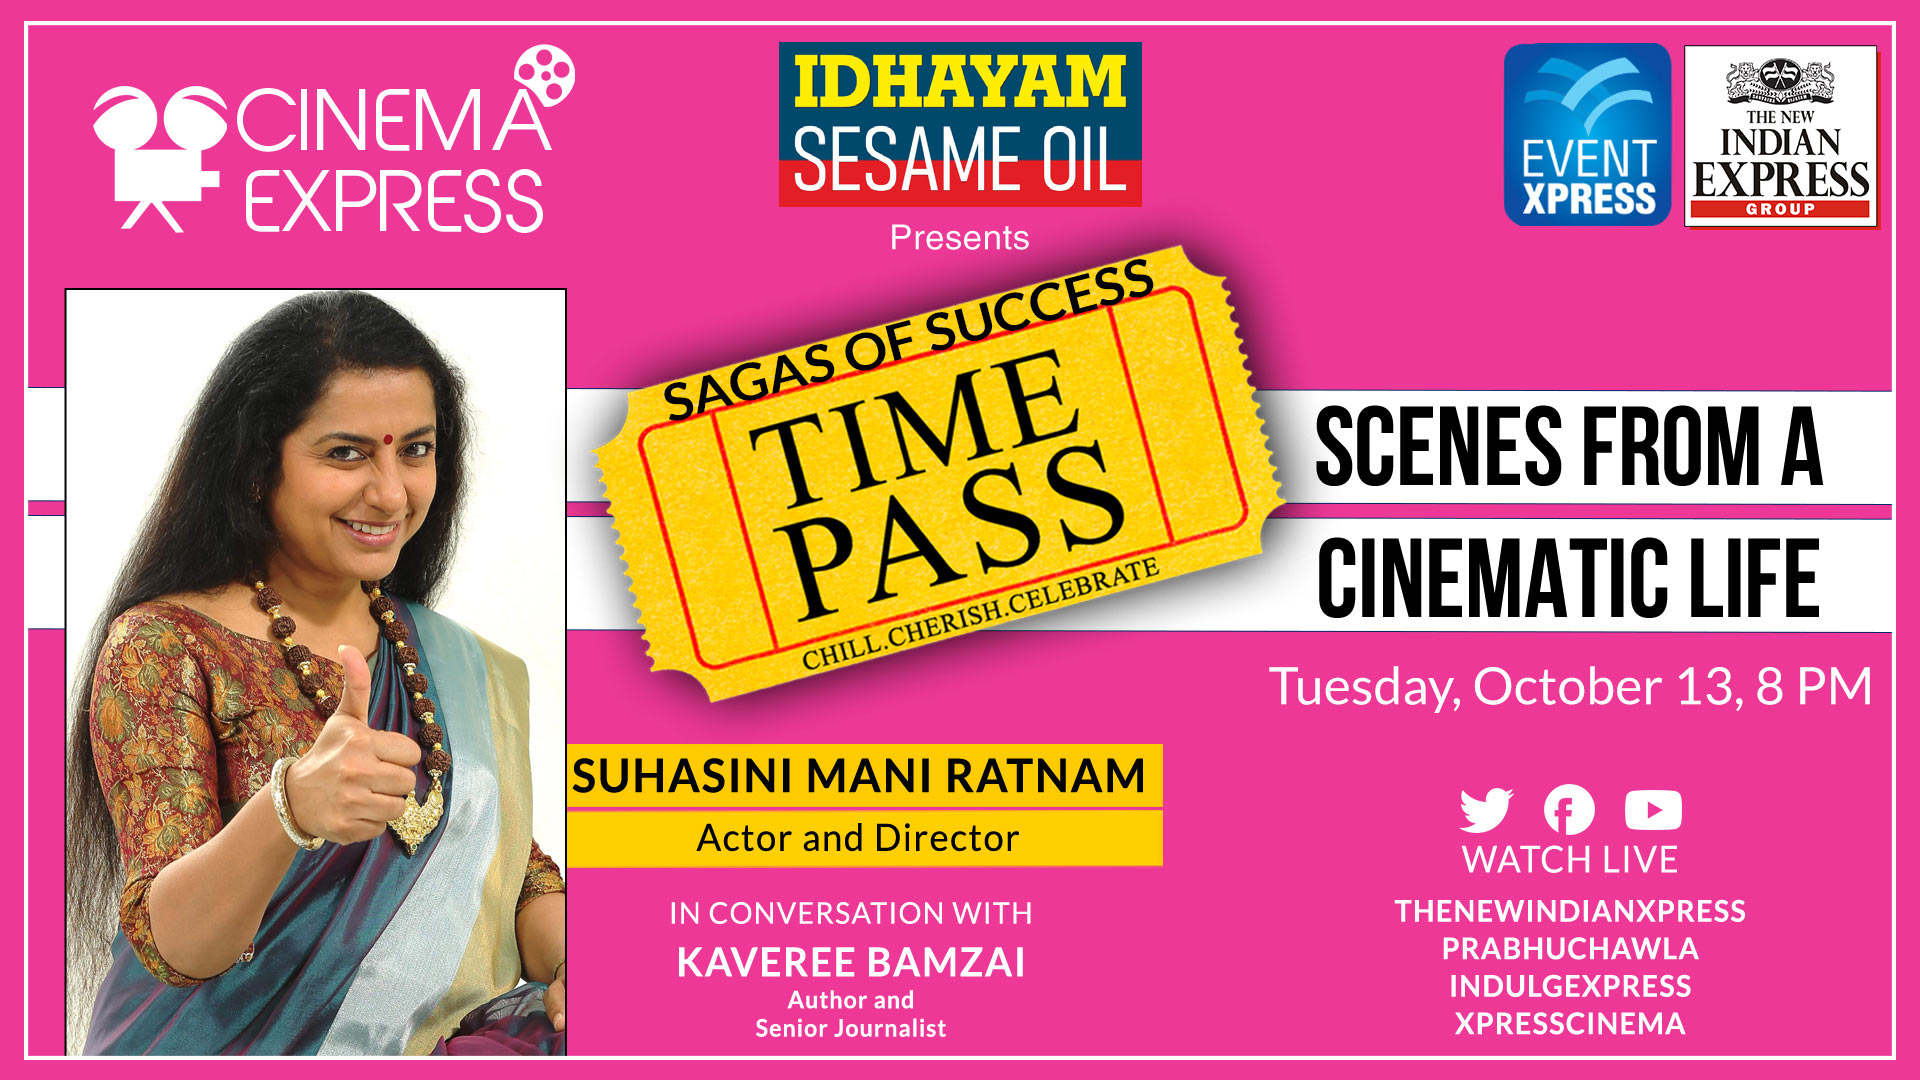 CINEMA
EXPRESS
IDHAYAM
SESAME OIL
Presents
EVENT
XPRESS
THE NEW
INDIAN
EXPRESS
GROUP
SAGAS OF SUCCESS
TIME
PASS
CHILL.CHERISH.CELEBRATE
SCENES FROM A
CINEMATIC LIFE
Tuesday, October 13, 8 PM
SUHASINI MANI RATNAM
Actor and Director
IN CONVERSATION WITH
KAVEREE BAMZAI
Author and
Senior Journalist
WATCH LIVE
THENEWINDIANXPRESS
PRABHUCHAWLA
INDULGEXPRESS
XPRESSCINEMA